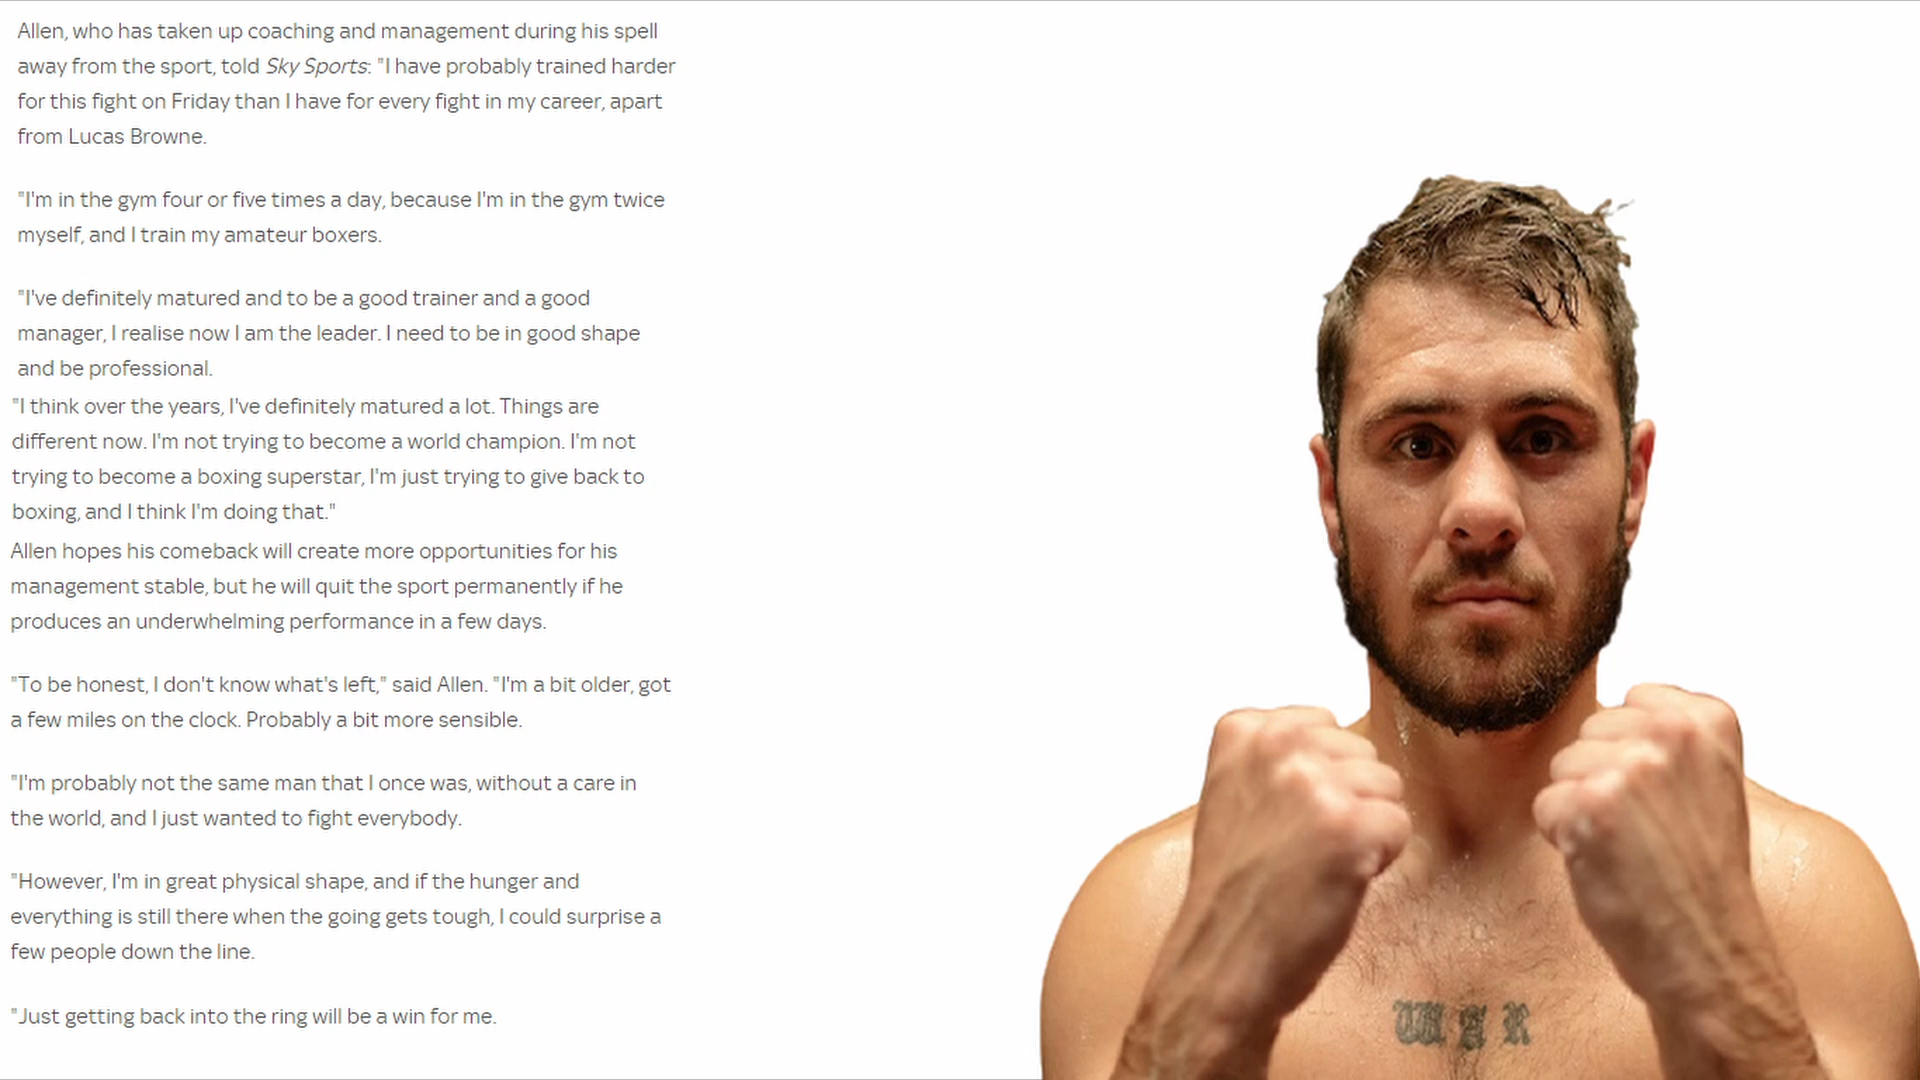 Allen, who has taken up coaching and management during his spell
away from the sport, told Sky Sports: "I have probably trained harder
for this fight on Friday than I have for every fight in my career, apart
from Lucas Browne.
"I'm in the gym four or five times a day, because I'm in the gym twice
myself, and I train my amateur boxers.
"I've definitely matured and to be a good trainer and a good
manager, I realise now I am the leader. I need to be in good shape
and be professional.
"I think over the years, I've definitely matured a lot. Things are
different now. I'm not trying to become a world champion. I'm not
trying to become a boxing superstar, I'm just trying to give back to
boxing, and I think I'm doing that."
Allen hopes his comeback will create more opportunities for his
management stable, but he will quit the sport permanently if he
produces an underwhelming performance in a few days.
"To be honest, I don't know what's left," said Allen. "I'm a bit older, got
a few miles on the clock. Probably a bit more sensible.
"I'm probably not the same man that I once was, without a care in
the world, and I just wanted to fight everybody.
"However, I'm in great physical shape, and if the hunger and
everything is still there when the going gets tough, I could surprise a
few people down the line.
"Just getting back into the ring will be a win for me.
WAR